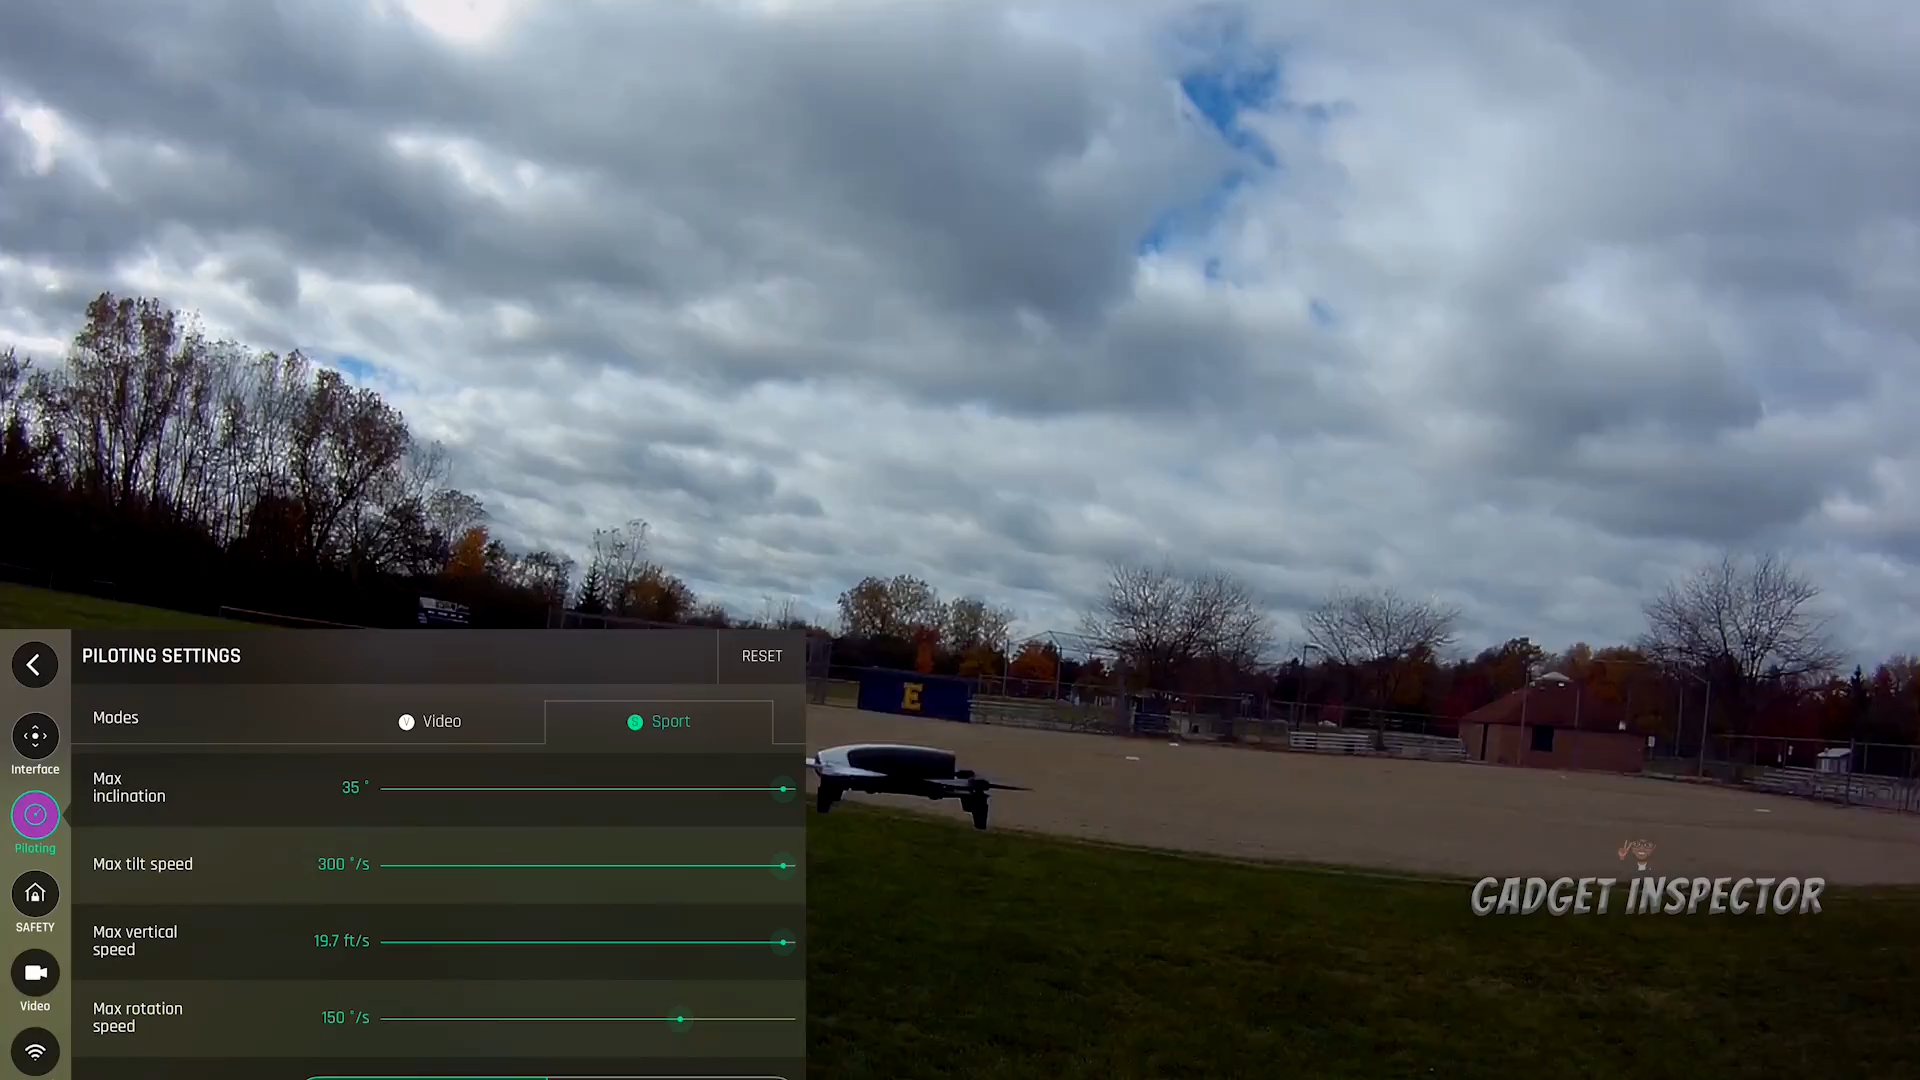 PILOTING SETTINGS
RESET
Modes
V Video
S Sport
Interface
Max
inclination
35 °
Piloting
Max tilt speed
300 °/s
SAFETY
Max vertical
speed
19.7 ft/s
Video
Max rotation
speed
150 °/s
E
GADGET INSPECTOR